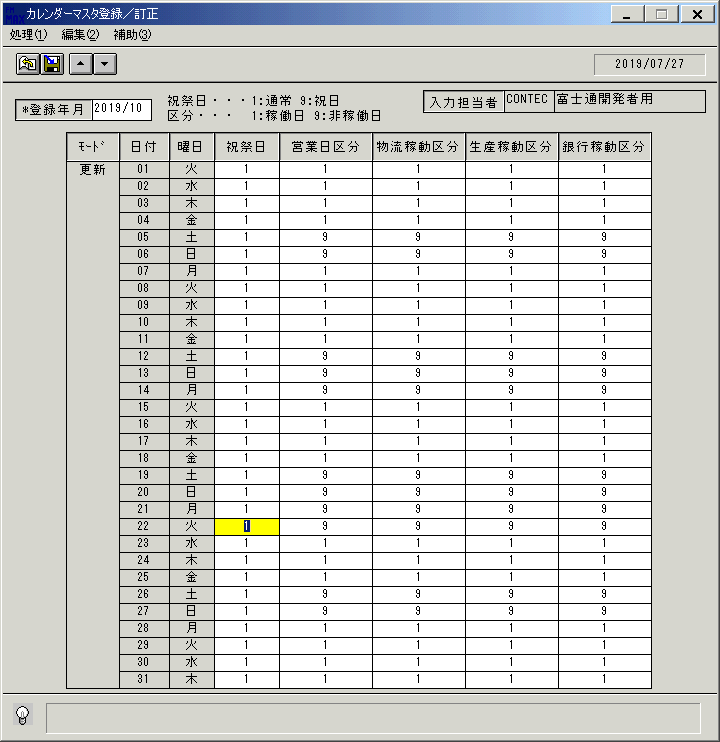 カレンダーマスタ登録／訂正
処理(1) 編集(2) 補助(3)
2019/07/27
*登録年月 2019/10
祝祭日・・・1:通常 9:祝日
区分・・・ 1:稼働日 9:非稼働日
入力担当者 CONTEC 富士通開発者用
ﾓｰﾄﾞ 日付 曜日 祝祭日 営業日区分 物流稼動区分 生産稼動区分 銀行稼動区分
更新 01 火 1 1 1 1 1
02 水 1 1 1 1 1
03 木 1 1 1 1 1
04 金 1 1 1 1 1
05 土 1 9 9 9 9
06 日 1 9 9 9 9
07 月 1 1 1 1 1
08 火 1 1 1 1 1
09 水 1 1 1 1 1
10 木 1 1 1 1 1
11 金 1 1 1 1 1
12 土 1 9 9 9 9
13 日 1 9 9 9 9
14 月 1 9 9 9 9
15 火 1 1 1 1 1
16 水 1 1 1 1 1
17 木 1 1 1 1 1
18 金 1 1 1 1 1
19 土 1 9 9 9 9
20 日 1 9 9 9 9
21 月 1 9 9 9 9
22 火 1 9 9 9 9
23 水 1 1 1 1 1
24 木 1 1 1 1 1
25 金 1 1 1 1 1
26 土 1 9 9 9 9
27 日 1 9 9 9 9
28 月 1 1 1 1 1
29 火 1 1 1 1 1
30 水 1 1 1 1 1
31 木 1 1 1 1 1